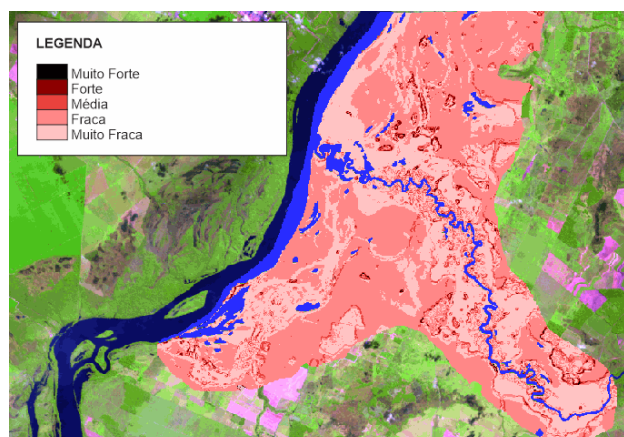 LEGENDA
Muito Forte
Forte
Média
Fraca
Muito Fraca